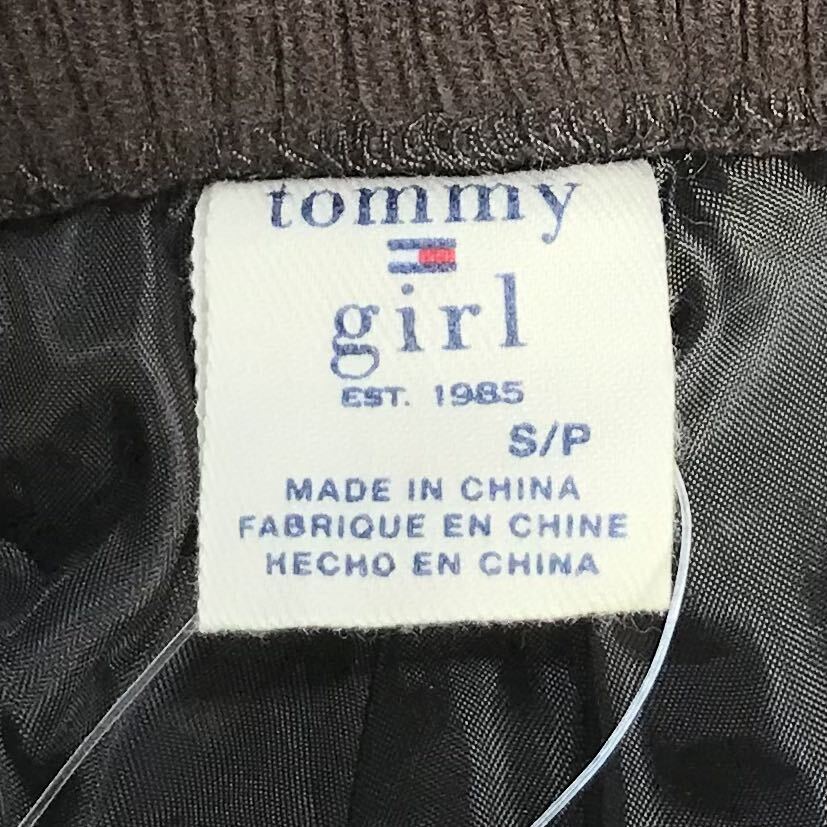 tommy
girl
EST. 1985
S/P
MADE IN CHINA
FABRIQUE EN CHINE
HECHO EN CHINA